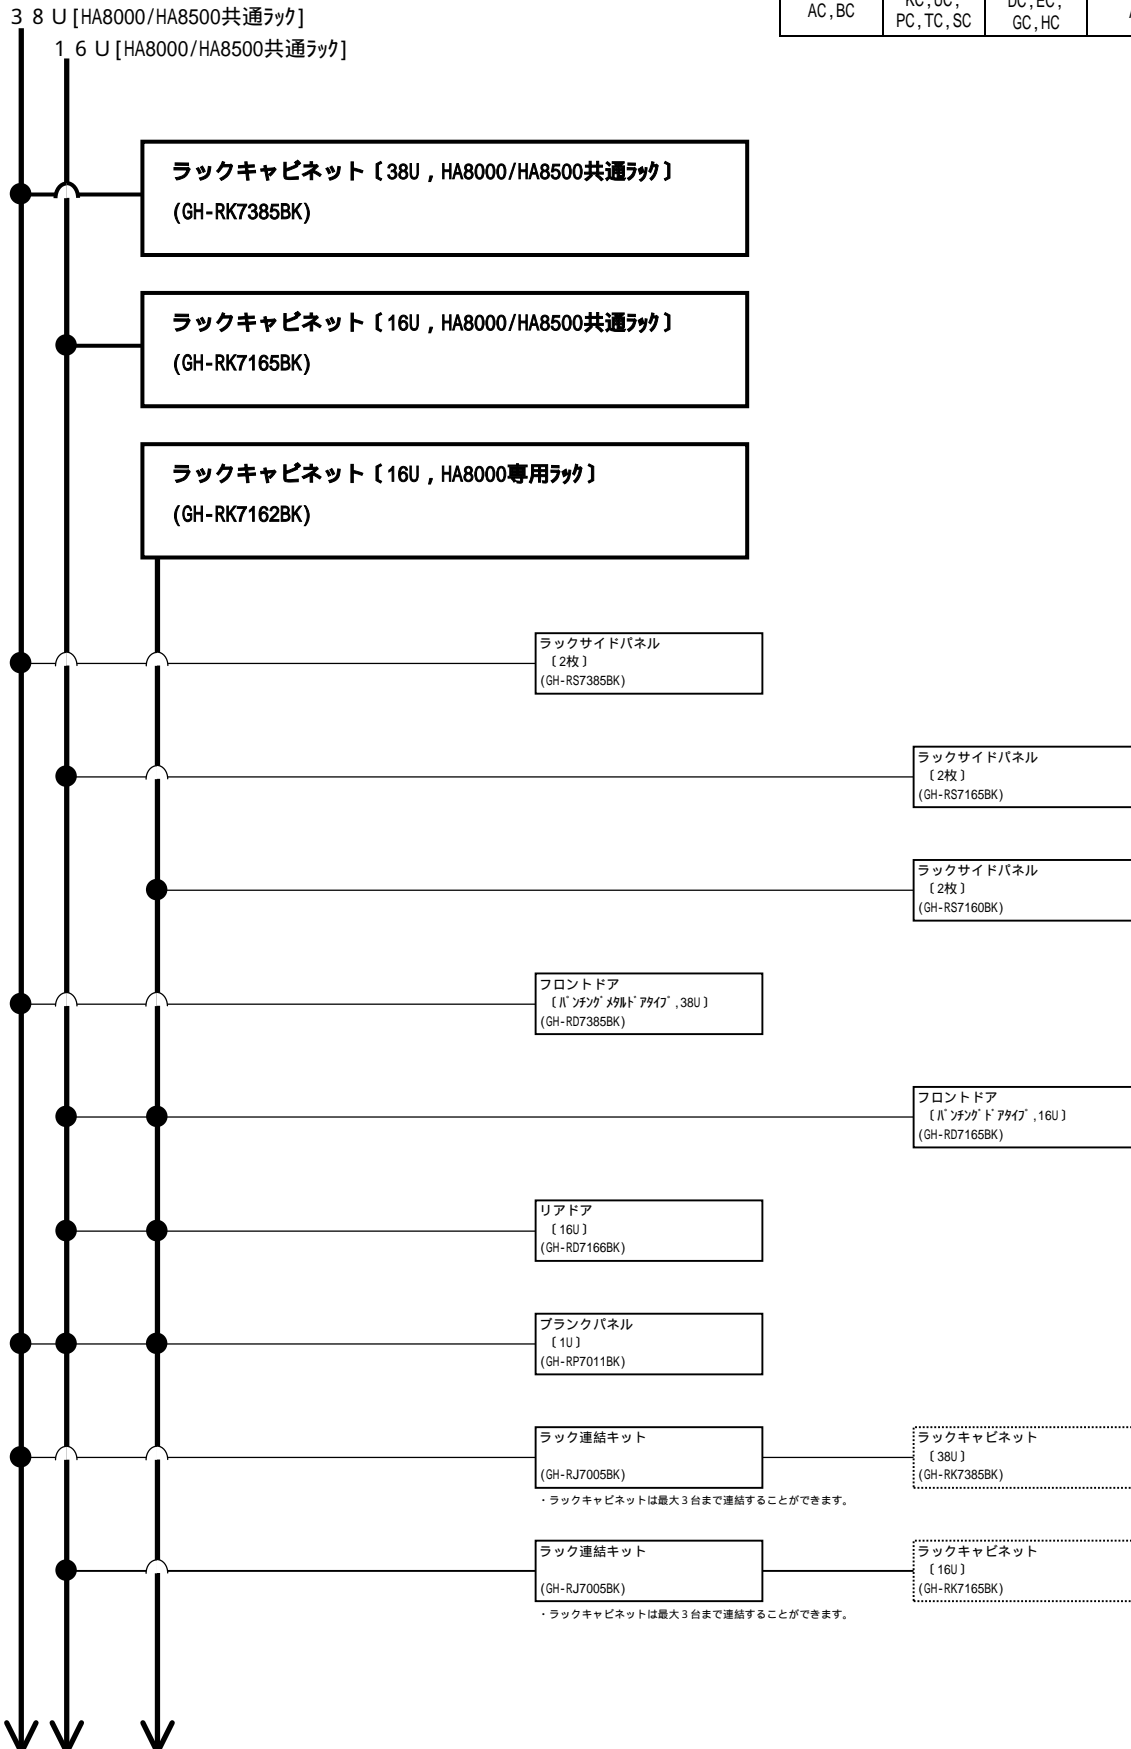 ３８Ｕ[HA8000/HA8500共通ﾗｯｸ]
１６Ｕ[HA8000/HA8500共通ﾗｯｸ]
AC,BC
PC,TC,SC
GC,HC
ラックキャビネット〔38U，HA8000/HA8500共通ﾗｯｸ〕
(GH-RK7385BK)
ラックキャビネット〔16U，HA8000/HA8500共通ﾗｯｸ〕
(GH-RK7165BK)
ラックキャビネット〔16U，HA8000専用ﾗｯｸ〕
(GH-RK7162BK)
ラックサイドパネル
〔2枚〕
(GH-RS7385BK)
ラックサイドパネル
〔2枚〕
(GH-RS7165BK)
ラックサイドパネル
〔2枚〕
(GH-RS7160BK)
フロントドア
〔ﾊﾟﾝﾁﾝｸﾞﾒﾀﾙﾄﾞｱﾀｲﾌﾟ,38U〕
(GH-RD7385BK)
フロントドア
〔ﾊﾟﾝﾁﾝｸﾞﾄﾞｱﾀｲﾌﾟ,16U〕
(GH-RD7165BK)
リアドア
〔16U〕
(GH-RD7166BK)
ブランクパネル
〔1U〕
(GH-RP7011BK)
ラック連結キット
(GH-RJ7005BK)
・ラックキャビネットは最大３台まで連結することができます。
ラックキャビネット
〔38U〕
(GH-RK7385BK)
ラック連結キット
(GH-RJ7005BK)
・ラックキャビネットは最大３台まで連結することができます。
ラックキャビネット
〔16U〕
(GH-RK7165BK)